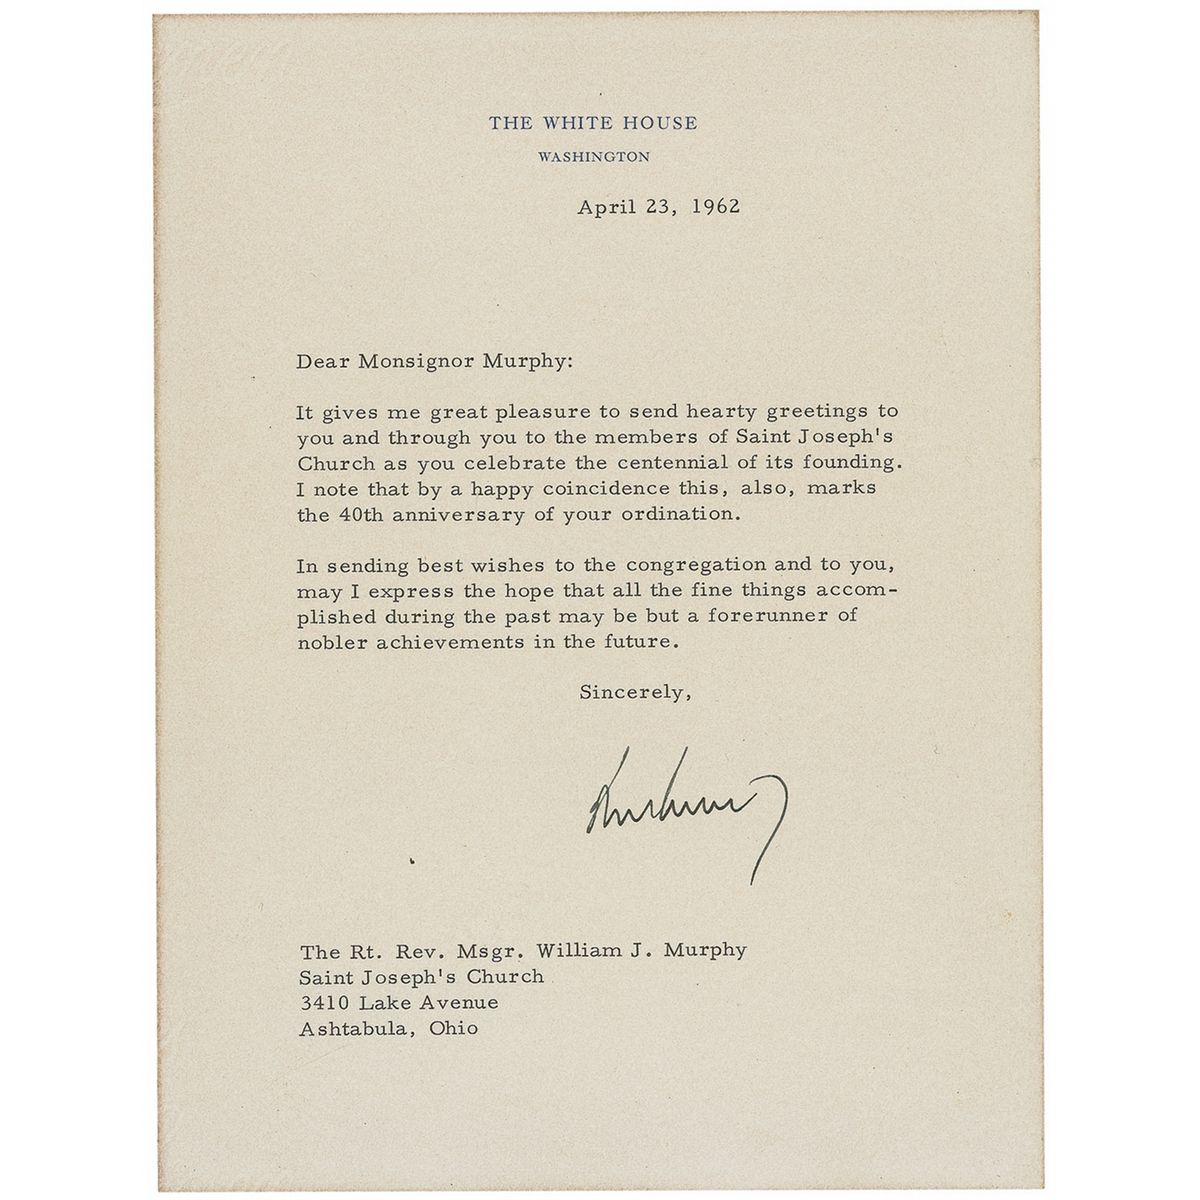 THE WHITE HOUSE
WASHINGTON
April 23, 1962
Dear Monsignor Murphy:
It gives me great pleasure to send hearty greetings to
you and through you to the members of Saint Joseph's
Church as you celebrate the centennial of its founding.
I note that by a happy coincidence this, also, marks
the 40th anniversary of your ordination.
In sending best wishes to the congregation and to you,
may I express the hope that all the fine things accom-
plished during the past may be but a forerunner of
nobler achievements in the future.
Sincerely,
The Rt. Rev. Msgr. William J. Murphy
Saint Joseph's Church
3410 Lake Avenue
Ashtabula, Ohio